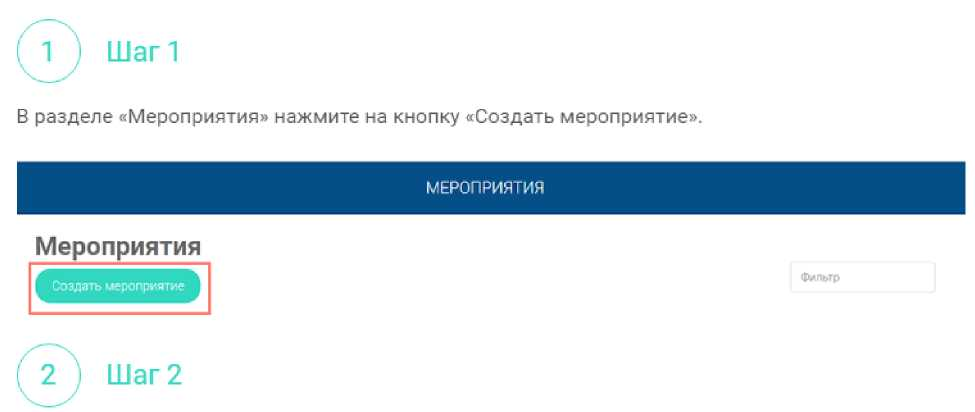 1 Шаг 1
В разделе «Мероприятия» нажмите на кнопку «Создать мероприятие».
МЕРОПРИЯТИЯ
Мероприятия
Создать мероприятие
Фильтр
2 Шаг 2